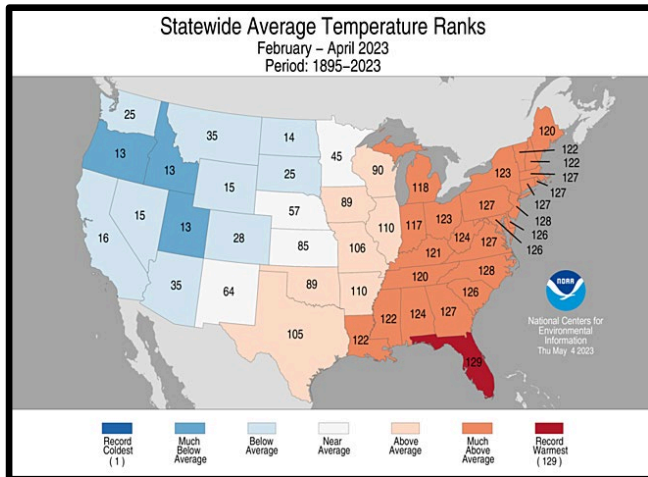 Statewide Average Temperature Ranks
February – April 2023
Period: 1895–2023
25
35
14
45
120
13
13
25
90
122
122
123
127
118
15
127
57
89
127
127
128
15
13
28
110
117
123
124
126
126
16
85
106
121
127
35
64
89
110
120
128
126
105
122
122
124
127
129
NOAA
National Centers for
Environmental
Information
Thu May 4 2023
Record
Coldest
(1)
Much
Below
Average
Below
Average
Near
Average
Above
Average
Much
Above
Average
Record
Warmest
(129)